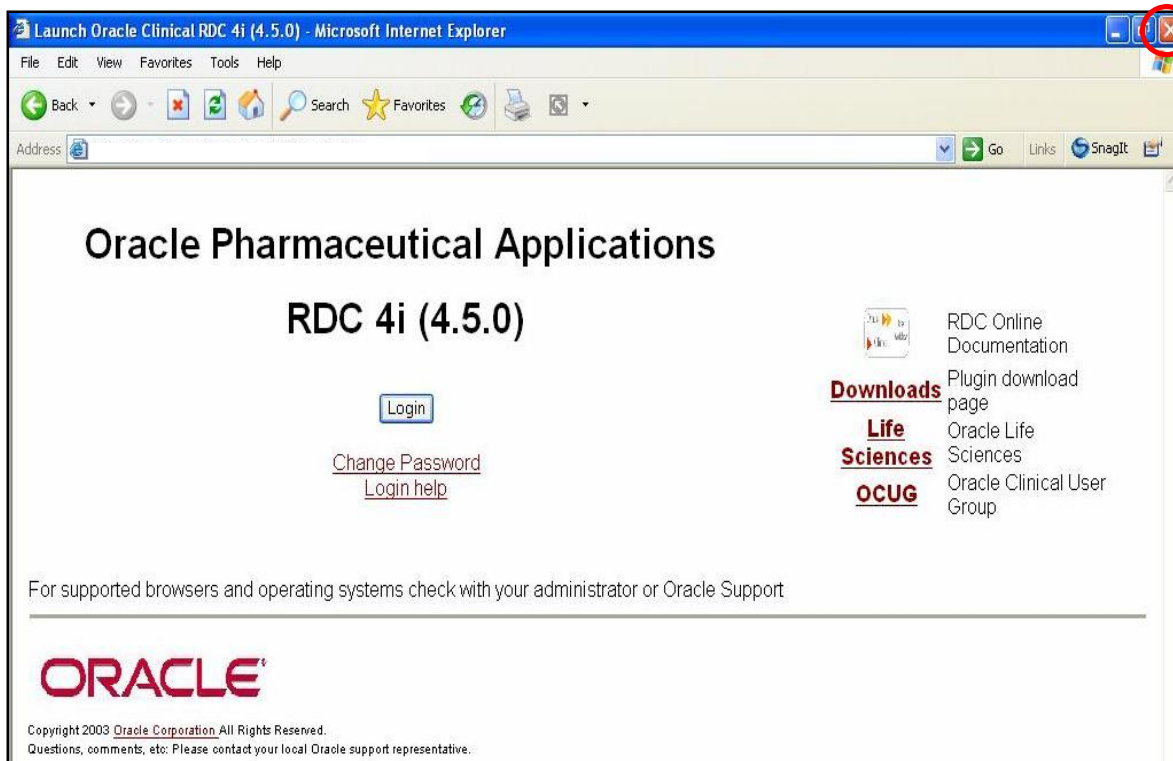 Launch Oracle Clinical RDC 4i (4.5.0) - Microsoft Internet Explorer
File Edit View Favorites Tools Help
Back Search Favorites
Address Go Links SnagIt
Oracle Pharmaceutical Applications
RDC 4i (4.5.0)
Login
Change Password
Login help
RDC Online
Documentation
Downloads Plugin download
page
Life Oracle Life
Sciences Sciences
OCUG Oracle Clinical User
Group
For supported browsers and operating systems check with your administrator or Oracle Support
ORACLE
Copyright 2003 Oracle Corporation All Rights Reserved.
Questions, comments, etc: Please contact your local Oracle support representative.